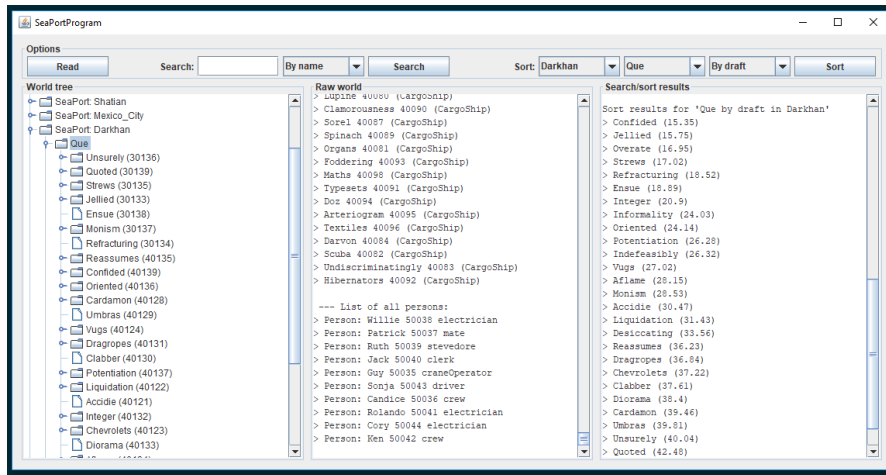 SeaPortProgram
Options
Read Search: By name Search Sort: Darkhan Que By draft Sort
World tree
SeaPort: Shatian
SeaPort: Mexico_City
SeaPort: Darkhan
Que
Unsurely (30136)
Quoted (30139)
Strews (30135)
Jellied (30133)
Ensue (30138)
Monism (30137)
Refracturing (30134)
Reassumes (40135)
Confided (40139)
Oriented (40136)
Cardamon (40128)
Umbras (40129)
Vugs (40124)
Dragropes (40131)
Clabber (40130)
Potentiation (40137)
Liquidation (40122)
Accidie (40121)
Integer (40132)
Chevrolets (40123)
Diorama (40133)
Raw world
> Lupine 40080 (CargoShip)
> Clamorousness 40090 (CargoShip)
> Sorel 40087 (CargoShip)
> Spinach 40089 (CargoShip)
> Organs 40081 (CargoShip)
> Foddering 40093 (CargoShip)
> Maths 40098 (CargoShip)
> Typesets 40091 (CargoShip)
> Doz 40094 (CargoShip)
> Arteriogram 40095 (CargoShip)
> Textiles 40096 (CargoShip)
> Darvon 40084 (CargoShip)
> Scuba 40082 (CargoShip)
> Undiscriminatingly 40083 (CargoShip)
> Hibernators 40092 (CargoShip)
--- List of all persons:
> Person: Willie 50038 electrician
> Person: Patrick 50037 mate
> Person: Ruth 50039 stevedore
> Person: Jack 50040 clerk
> Person: Guy 50035 craneOperator
> Person: Sonja 50043 driver
> Person: Candice 50036 crew
> Person: Rolando 50041 electrician
> Person: Cory 50044 electrician
> Person: Ken 50042 crew
Search/sort results
Sort results for 'Que by draft in Darkhan'
> Confided (15.35)
> Jellied (15.75)
> Overate (16.95)
> Strews (17.02)
> Refracturing (18.52)
> Ensue (18.89)
> Integer (20.9)
> Informality (24.03)
> Oriented (24.14)
> Potentiation (26.28)
> Indefeasibly (26.32)
> Vugs (27.02)
> Aflame (28.15)
> Monism (28.53)
> Accidie (30.47)
> Liquidation (31.43)
> Desiccating (33.56)
> Reassumes (36.23)
> Dragropes (36.84)
> Chevrolets (37.22)
> Clabber (37.61)
> Diorama (38.4)
> Cardamon (39.46)
> Umbras (39.81)
> Unsurely (40.04)
> Quoted (42.48)